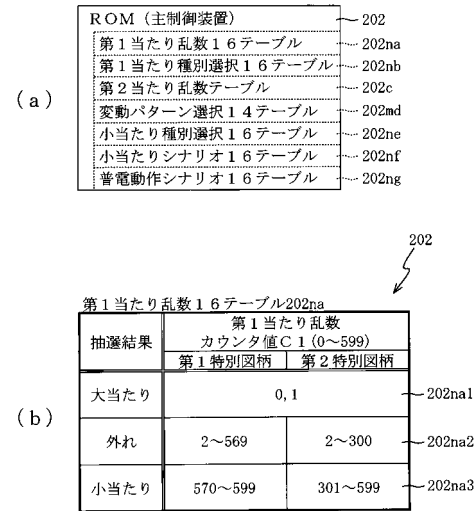 (a)
ROM(主制御装置) 202
第1当たり乱数16テーブル 202na
第1当たり種別選択16テーブル 202nb
第2当たり乱数テーブル 202c
変動パターン選択14テーブル 202md
小当たり種別選択16テーブル 202ne
小当たりシナリオ16テーブル 202nf
普電動作シナリオ16テーブル 202ng
202
(b)
第1当たり乱数16テーブル202na
抽選結果 第1当たり乱数
カウンタ値C1(0～599)
第1特別図柄 第2特別図柄
大当たり 0,1 202na1
外れ 2～569 2～300 202na2
小当たり 570～599 301～599 202na3